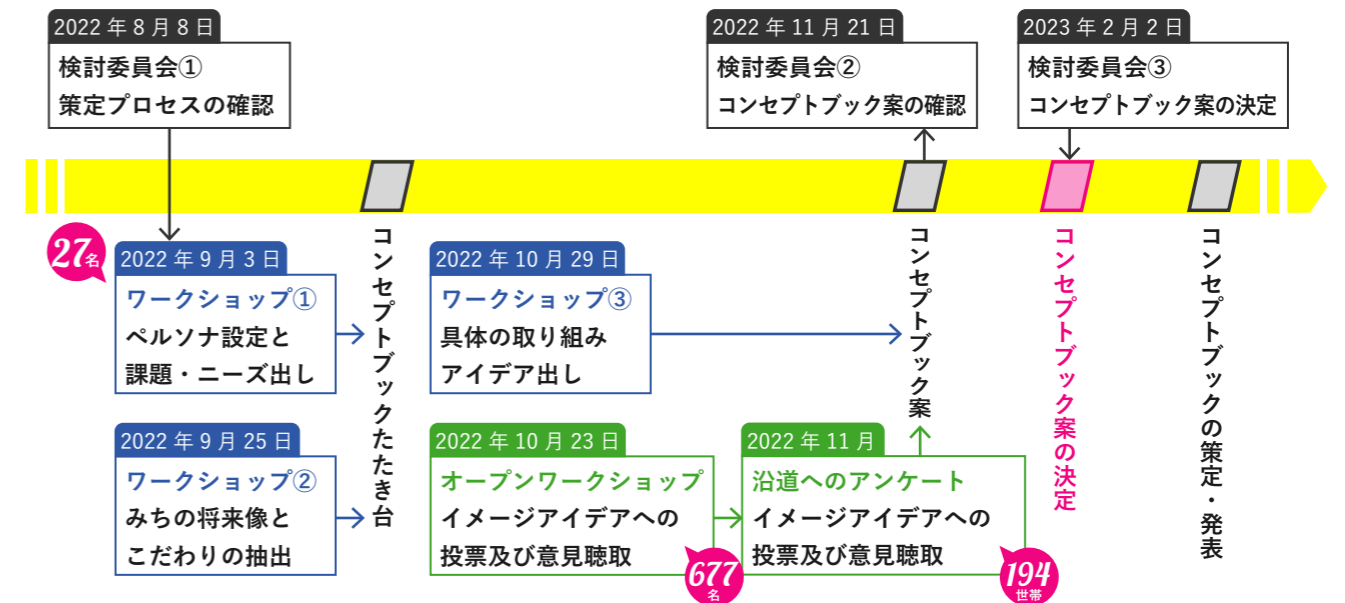 2022年8月8日
検討委員会①
策定プロセスの確認
2022年11月21日
検討委員会②
コンセプトブック案の確認
2023年2月2日
検討委員会③
コンセプトブック案の決定
27名
2022年9月3日
ワークショップ①
ペルソナ設定と
課題・ニーズ出し
2022年9月25日
ワークショップ②
みちの将来像と
こだわりの抽出
コンセプトブックたたき台
2022年10月29日
ワークショップ③
具体の取り組み
アイデア出し
2022年10月23日
オープンワークショップ
イメージアイデアへの
投票及び意見聴取
677
名
2022年11月
沿道へのアンケート
イメージアイデアへの
投票及び意見聴取
194
世帯
コンセプトブック案
コンセプトブック案の決定
コンセプトブックの策定・発表